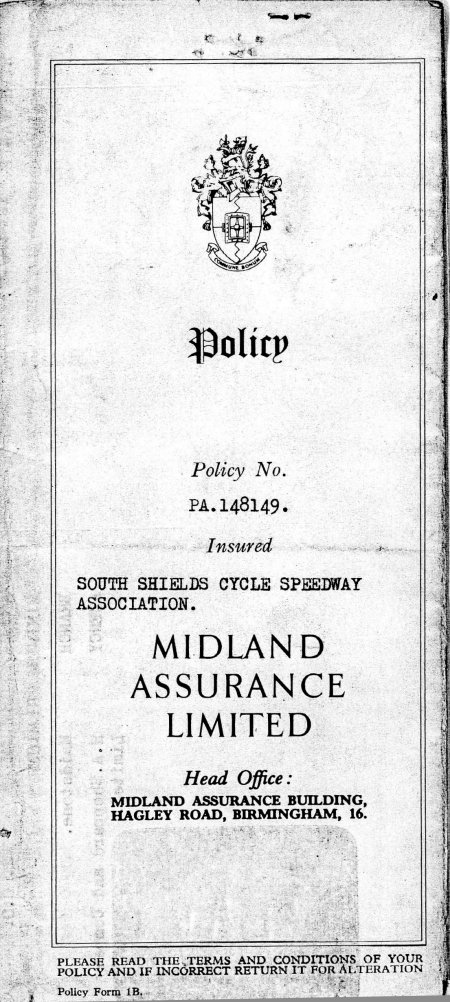 COMMUNE BONUM
Policy
Policy No.
PA.148149.
Insured
SOUTH SHIELDS CYCLE SPEEDWAY
ASSOCIATION.
MIDLAND
ASSURANCE
LIMITED
Head Office:
MIDLAND ASSURANCE BUILDING,
HAGLEY ROAD, BIRMINGHAM, 16.
PLEASE READ THE TERMS AND CONDITIONS OF YOUR
POLICY AND IF INCORRECT RETURN IT FOR ALTERATION
Policy Form 1B.